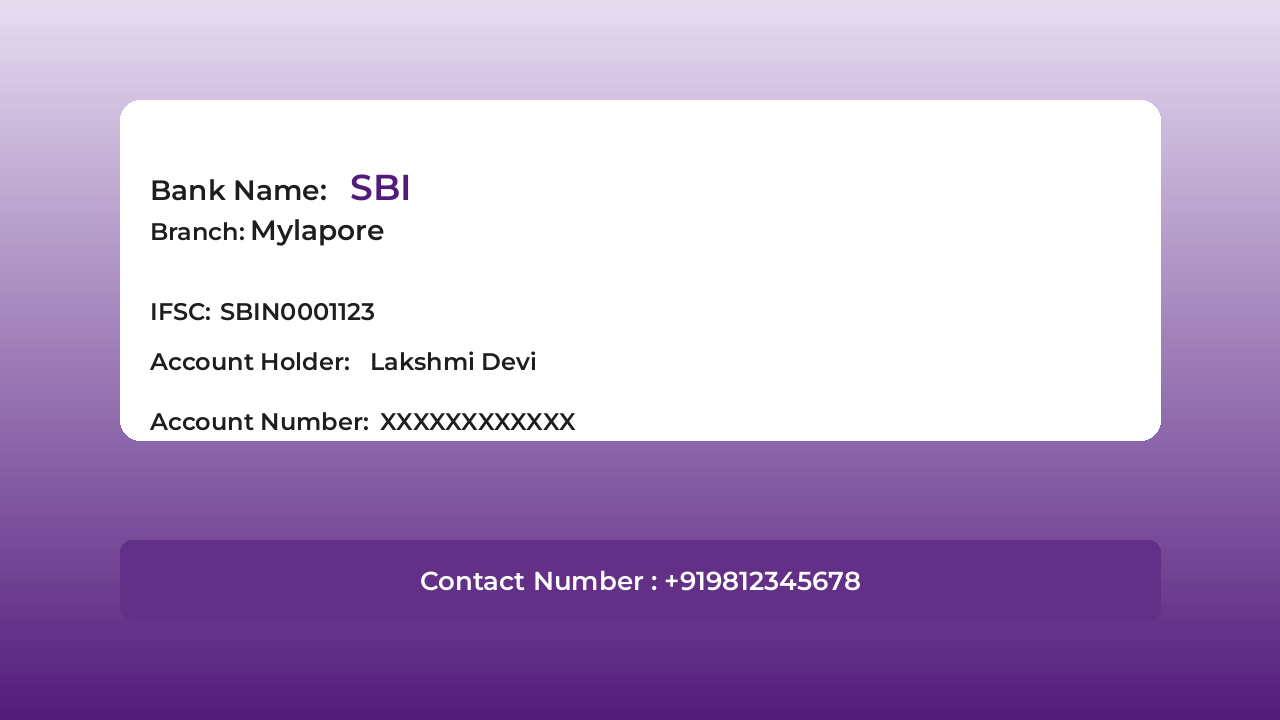 Bank Name: SBI
Branch: Mylapore
IFSC: SBIN0001123
Account Holder: Lakshmi Devi
Account Number: XXXXXXXXXXXX
Contact Number : +919812345678